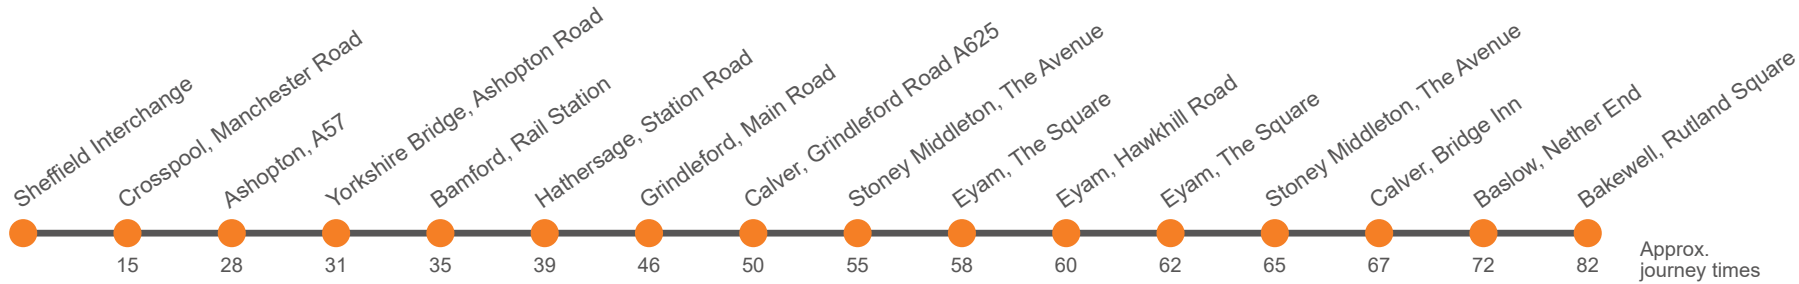 Sheffield Interchange
Crosspool, Manchester Road
Ashopton, A57
Yorkshire Bridge, Ashopton Road
Bamford, Rail Station
Hathersage, Station Road
Grindleford, Main Road
Calver, Grindleford Road A625
Stoney Middleton, The Avenue
Eyam, The Square
Eyam, Hawkhill Road
Eyam, The Square
Stoney Middleton, The Avenue
Calver, Bridge Inn
Baslow, Nether End
Bakewell, Rutland Square
15 28 31 35 39 46 50 55 58 60 62 65 67 72 82
Approx.
journey times